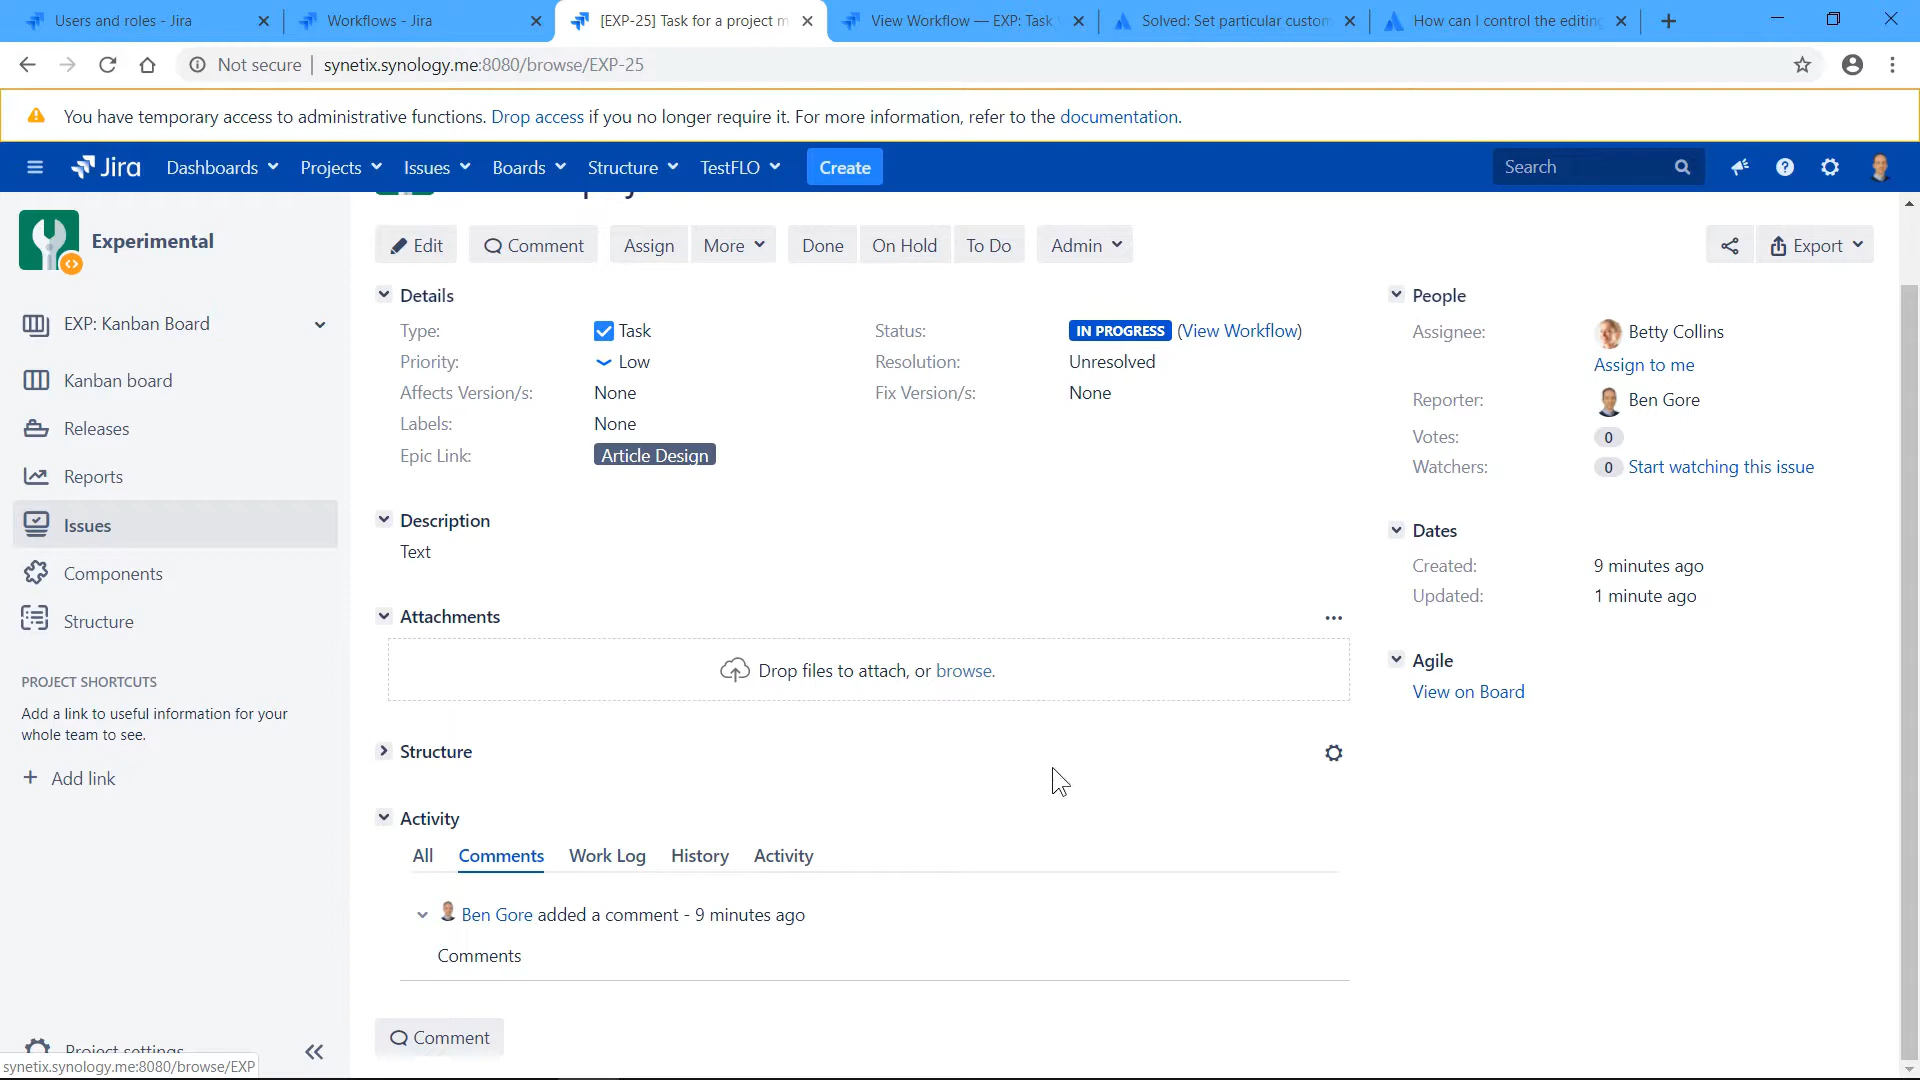 Users and roles - Jira
Workflows - Jira
[EXP-25] Task for a project m
View Workflow — EXP: Task
Solved: Set particular custom
How can I control the editing
Not secure | synetix.synology.me:8080/browse/EXP-25
You have temporary access to administrative functions. Drop access if you no longer require it. For more information, refer to the documentation.
Jira
Dashboards
Projects
Issues
Boards
Structure
TestFLO
Create
Search
Experimental
EXP: Kanban Board
Kanban board
Releases
Reports
Issues
Components
Structure
PROJECT SHORTCUTS
Add a link to useful information for your
whole team to see.
+ Add link
Project settings
synetix.synology.me:8080/browse/EXP
Edit
Comment
Assign
More
Done
On Hold
To Do
Admin
Export
Details
Type: Task
Status: IN PROGRESS (View Workflow)
Priority: Low
Resolution: Unresolved
Affects Version/s: None
Fix Version/s: None
Labels: None
Epic Link: Article Design
Description
Text
Attachments
Drop files to attach, or browse.
Structure
Activity
All
Comments
Work Log
History
Activity
Ben Gore added a comment - 9 minutes ago
Comments
Comment
People
Assignee: Betty Collins
Assign to me
Reporter: Ben Gore
Votes: 0
Watchers: 0 Start watching this issue
Dates
Created: 9 minutes ago
Updated: 1 minute ago
Agile
View on Board